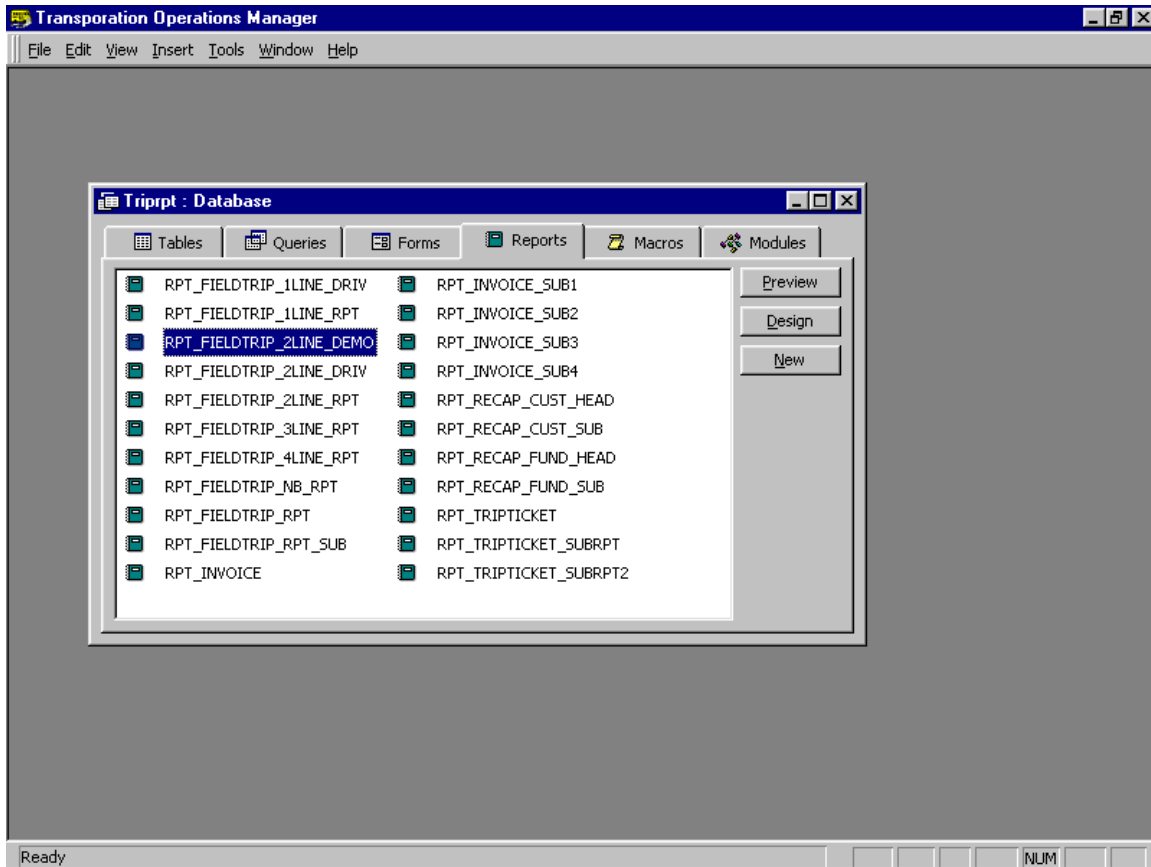 Transporation Operations Manager
File Edit View Insert Tools Window Help
Triprpt : Database
Tables Queries Forms Reports Macros Modules
RPT_FIELDTRIP_1LINE_DRIV
RPT_FIELDTRIP_1LINE_RPT
RPT_FIELDTRIP_2LINE_DEMO
RPT_FIELDTRIP_2LINE_DRIV
RPT_FIELDTRIP_2LINE_RPT
RPT_FIELDTRIP_3LINE_RPT
RPT_FIELDTRIP_4LINE_RPT
RPT_FIELDTRIP_NB_RPT
RPT_FIELDTRIP_RPT
RPT_FIELDTRIP_RPT_SUB
RPT_INVOICE
RPT_INVOICE_SUB1
RPT_INVOICE_SUB2
RPT_INVOICE_SUB3
RPT_INVOICE_SUB4
RPT_RECAP_CUST_HEAD
RPT_RECAP_CUST_SUB
RPT_RECAP_FUND_HEAD
RPT_RECAP_FUND_SUB
RPT_TRIPTICKET
RPT_TRIPTICKET_SUBRPT
RPT_TRIPTICKET_SUBRPT2
Preview
Design
New
Ready NUM